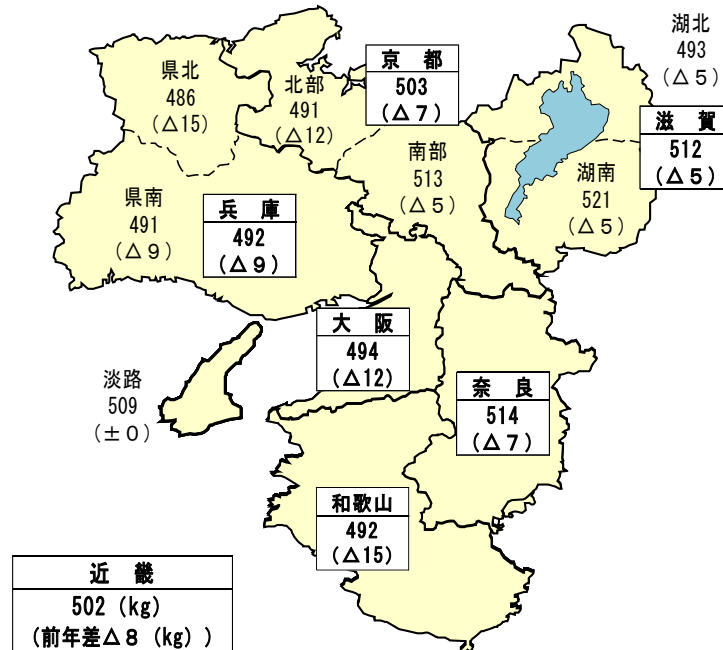 湖北
493
(△5)
県北
486
(△15)
北部
491
(△12)
京 都
503
(△7)
滋 賀
512
(△5)
南部
513
(△5)
湖南
521
(△5)
県南
491
(△9)
兵 庫
492
(△9)
大 阪
494
(△12)
淡路
509
(±0)
奈 良
514
(△7)
和歌山
492
(△15)
近 畿
502 (kg)
(前年差△8 (kg) )